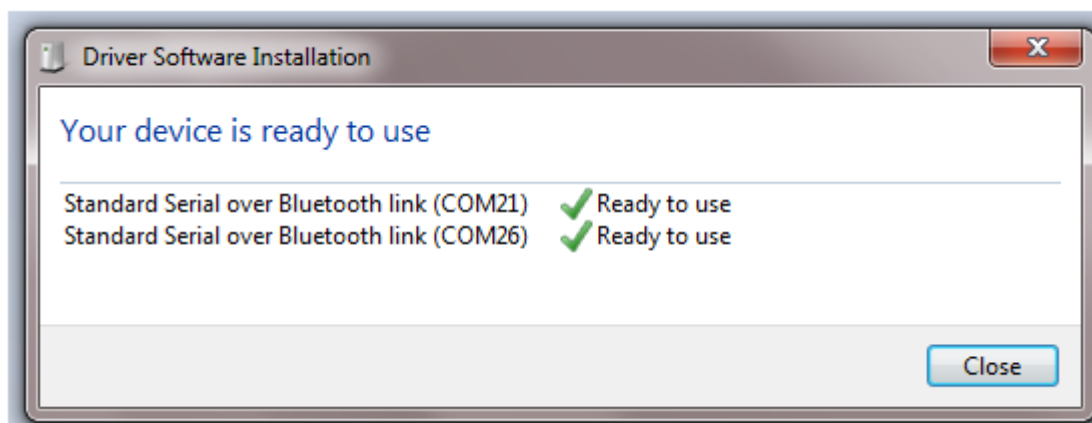 Driver Software Installation
Your device is ready to use
Standard Serial over Bluetooth link (COM21) Ready to use
Standard Serial over Bluetooth link (COM26) Ready to use
Close